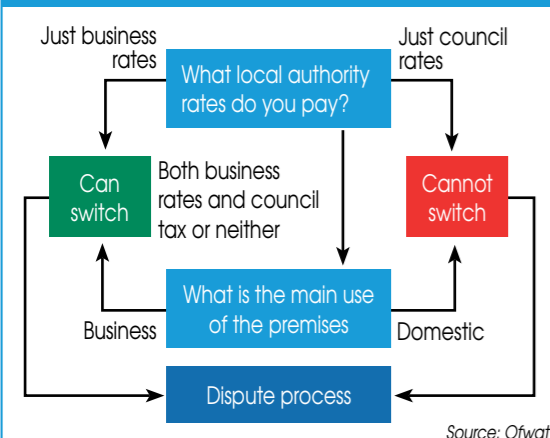 Just business
rates
What local authority
rates do you pay?
Just council
rates
Can
switch
Both business
rates and council
tax or neither
Cannot
switch
What is the main use
of the premises
Business
Domestic
Dispute process
Source: Ofwat